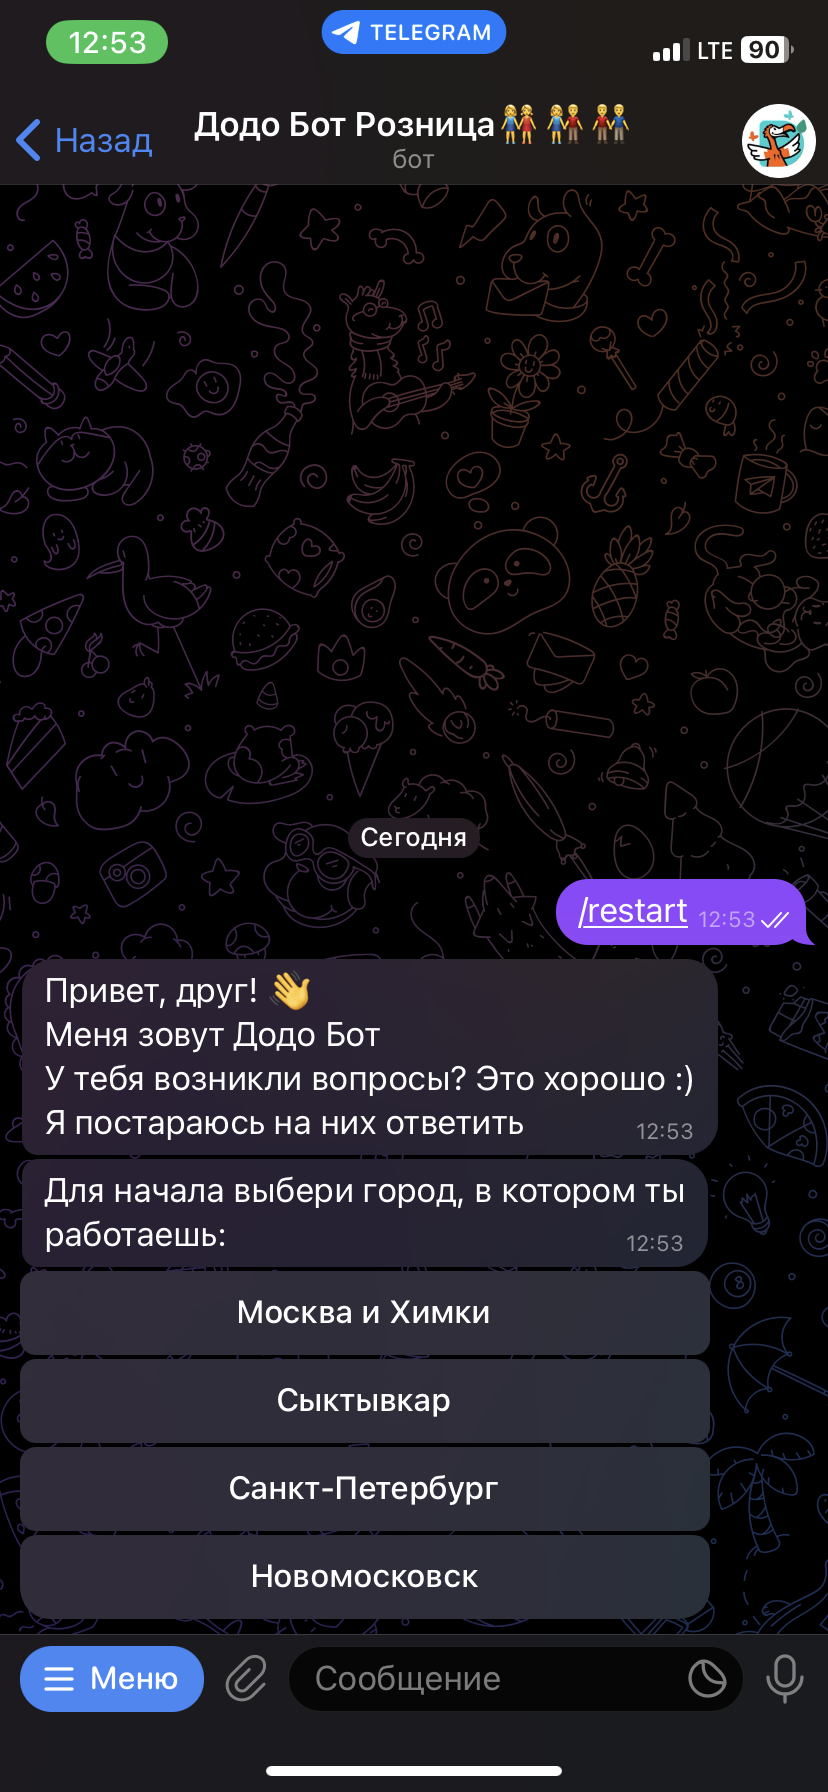 12:53
TELEGRAM
LTE 90
Назад
Додо Бот Розница👭👫👬
бот
Сегодня
/restart 12:53
Привет, друг! 👋
Меня зовут Додо Бот
У тебя возникли вопросы? Это хорошо :)
Я постараюсь на них ответить 12:53
Для начала выбери город, в котором ты
работаешь: 12:53
Москва и Химки
Сыктывкар
Санкт-Петербург
Новомосковск
Меню
Сообщение